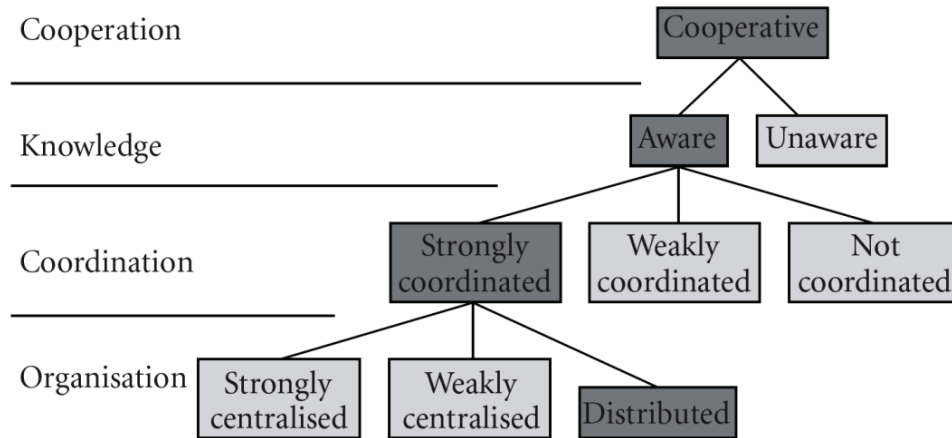 Cooperation
Cooperative
Knowledge
Aware
Unaware
Coordination
Strongly
coordinated
Weakly
coordinated
Not
coordinated
Organisation
Strongly
centralised
Weakly
centralised
Distributed